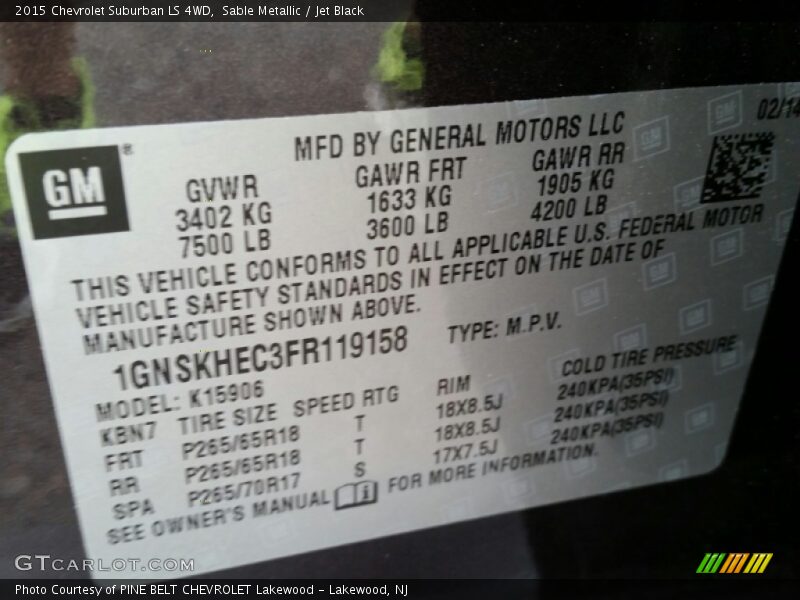 2015 Chevrolet Suburban LS 4WD, Sable Metallic / Jet Black
MFD BY GENERAL MOTORS LLC
02/14
GM
®
GVWR
3402 KG
7500 LB
GAWR FRT
1633 KG
3600 LB
GAWR RR
1905 KG
4200 LB
THIS VEHICLE CONFORMS TO ALL APPLICABLE U.S. FEDERAL MOTOR
VEHICLE SAFETY STANDARDS IN EFFECT ON THE DATE OF
MANUFACTURE SHOWN ABOVE.
1GNSKHEC3FR119158 TYPE: M.P.V.
MODEL: K15906
KBN7 TIRE SIZE SPEED RTG RIM COLD TIRE PRESSURE
FRT P265/65R18 T 18X8.5J 240KPA(35PSI)
RR P265/65R18 T 18X8.5J 240KPA(35PSI)
SPA P265/70R17 S 17X7.5J 240KPA(35PSI)
SEE OWNER'S MANUAL FOR MORE INFORMATION.
GTCARLOT.COM
Photo Courtesy of PINE BELT CHEVROLET Lakewood - Lakewood, NJ